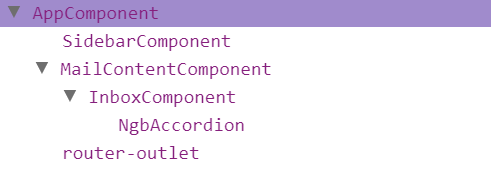 AppComponent
SidebarComponent
MailContentComponent
InboxComponent
NgbAccordion
router-outlet